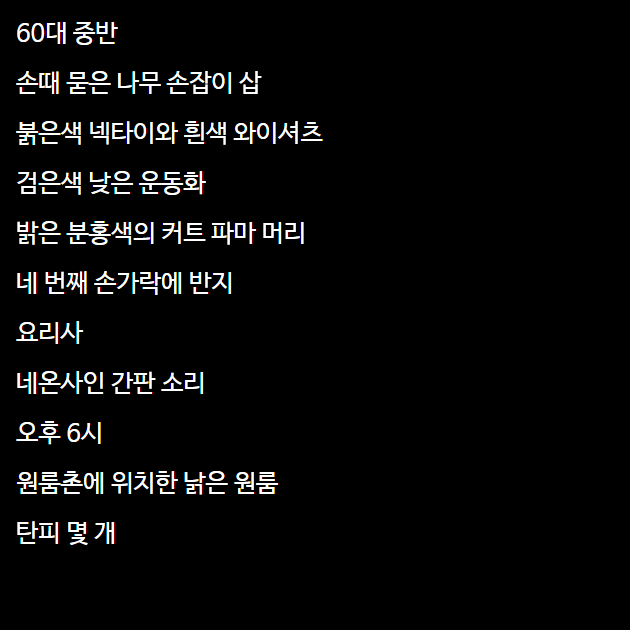 60대 중반
손때 묻은 나무 손잡이 삽
붉은색 넥타이와 흰색 와이셔츠
검은색 낮은 운동화
밝은 분홍색의 커트 파마 머리
네 번째 손가락에 반지
요리사
네온사인 간판 소리
오후 6시
원룸촌에 위치한 낡은 원룸
탄피 몇 개